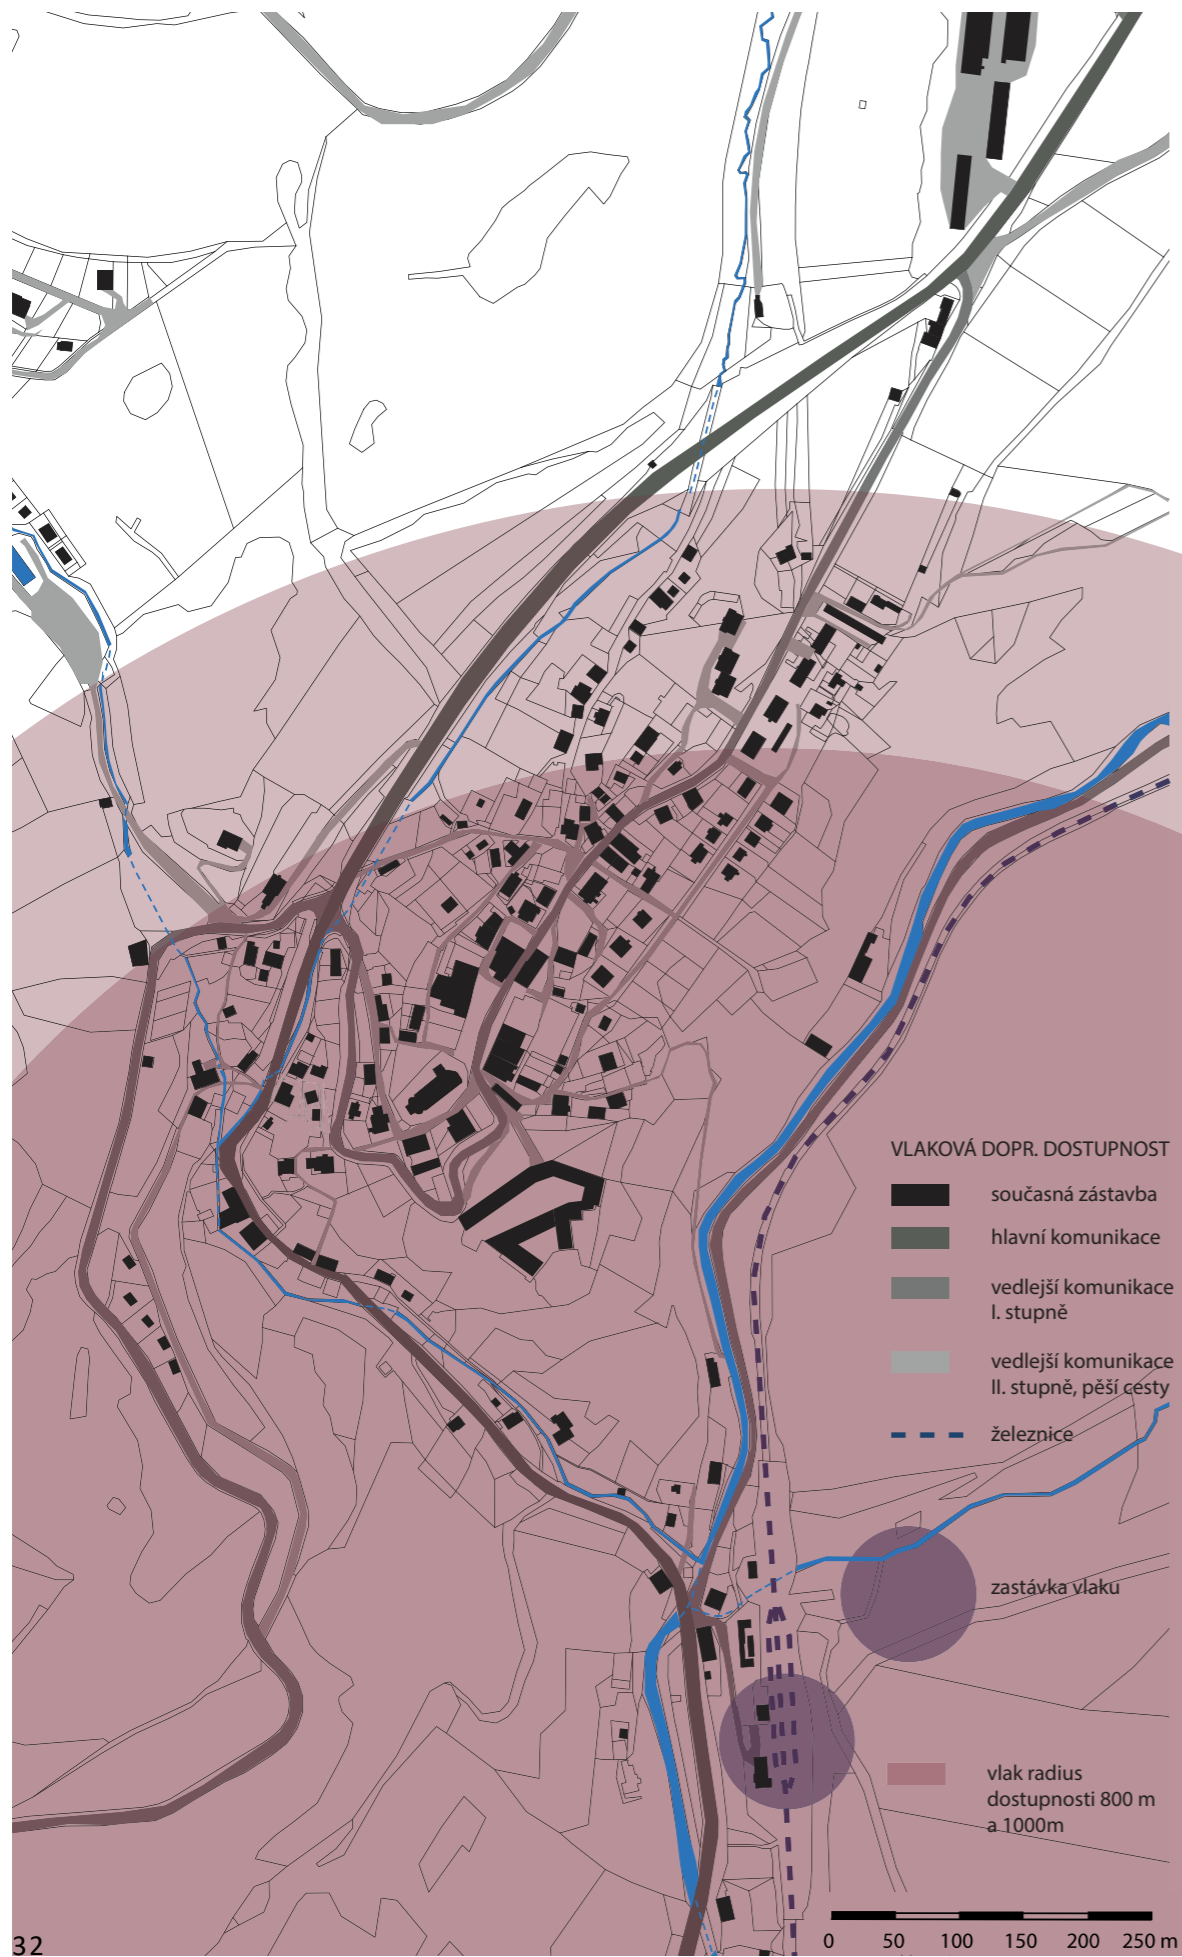 VLAKOVÁ DOPR. DOSTUPNOST
současná zástavba
hlavní komunikace
vedlejší komunikace
I. stupně
vedlejší komunikace
II. stupně, pěší cesty
železnice
zastávka vlaku
vlak radius
dostupnosti 800 m
a 1000m
0 50 100 150 200 250 m
32